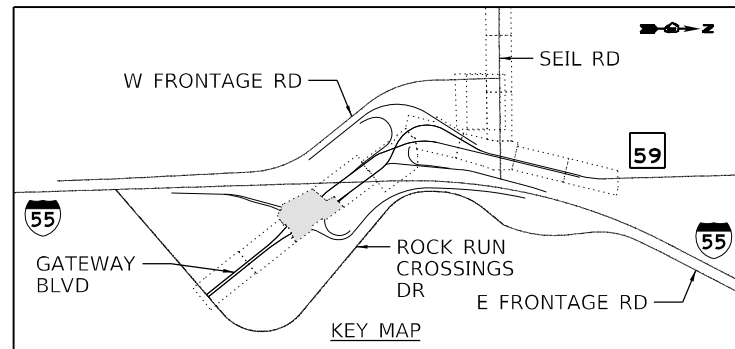 N
SEIL RD
W FRONTAGE RD
59
55
55
GATEWAY
BLVD
ROCK RUN
CROSSINGS
DR
E FRONTAGE RD
KEY MAP